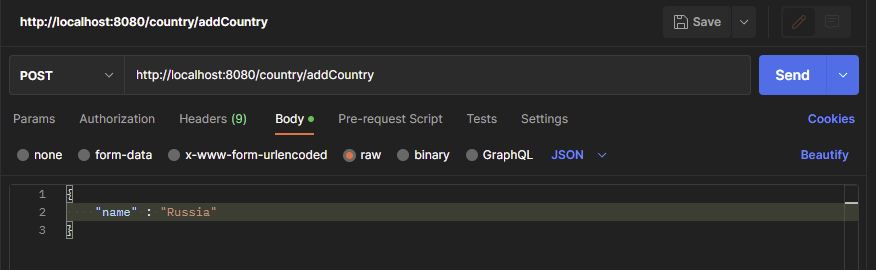 http://localhost:8080/country/addCountry Save
POST http://localhost:8080/country/addCountry Send
Params Authorization Headers (9) Body Pre-request Script Tests Settings Cookies
none form-data x-www-form-urlencoded raw binary GraphQL JSON Beautify
1 {
2 "name" : "Russia"
3 }